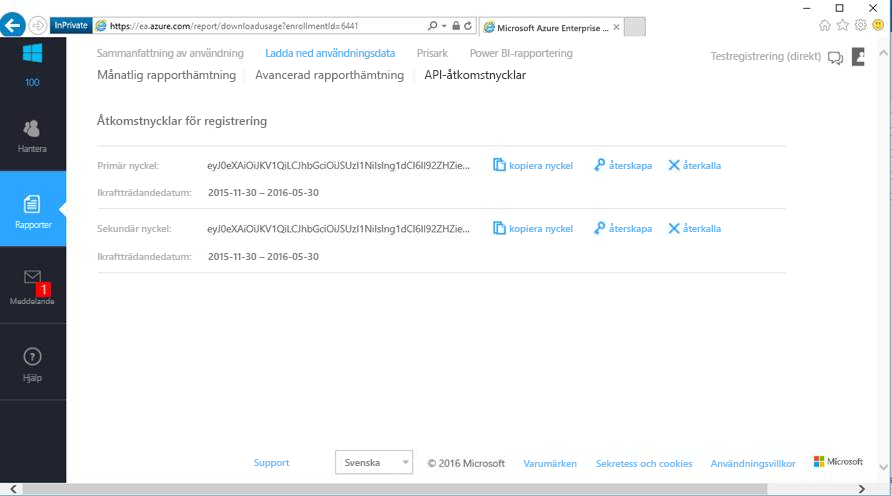 InPrivate https://ea.azure.com/report/downloadusage?enrollmentId=6441 Microsoft Azure Enterprise ...
100
Hantera
Rapporter
1
Meddelande
Hjälp
Sammanfattning av användning Ladda ned användningsdata Prisark Power BI-rapportering Testregistrering (direkt)
Månatlig rapporthämtning Avancerad rapporthämtning API-åtkomstnycklar
Åtkomstnycklar för registrering
Primär nyckel: eyJ0eXAiOiJKV1QiLCJhbGciOiJSUzI1NiIsIng1dCI6Il92ZHZie... kopiera nyckel återskapa återkalla
Ikraftträdandedatum: 2015-11-30 – 2016-05-30
Sekundär nyckel: eyJ0eXAiOiJKV1QiLCJhbGciOiJSUzI1NiIsIng1dCI6Il92ZHZie... kopiera nyckel återskapa återkalla
Ikraftträdandedatum: 2015-11-30 – 2016-05-30
Support Svenska © 2016 Microsoft Varumärken Sekretess och cookies Användningsvillkor Microsoft